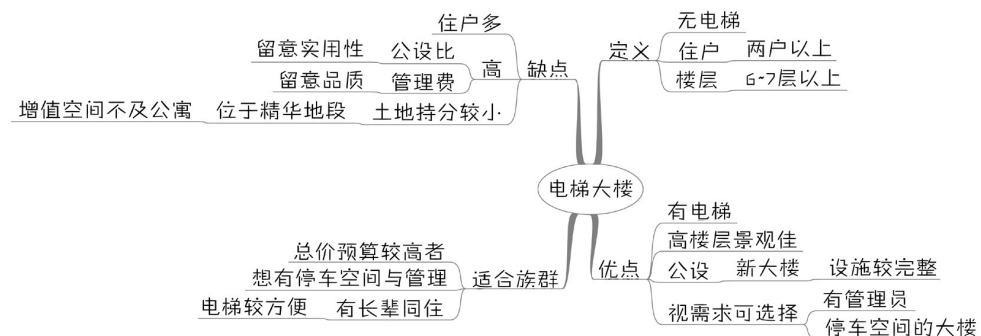 电梯大楼
定义
无电梯
住户 两户以上
楼层 6-7层以上
优点
有电梯
高楼层景观佳
公设 新大楼 设施较完整
视需求可选择
有管理员
停车空间的大楼
适合族群
总价预算较高者
想有停车空间与管理
有长辈同住 电梯较方便
缺点
住户多
高
公设比 留意实用性
管理费 留意品质
土地持分较小 位于精华地段 增值空间不及公寓